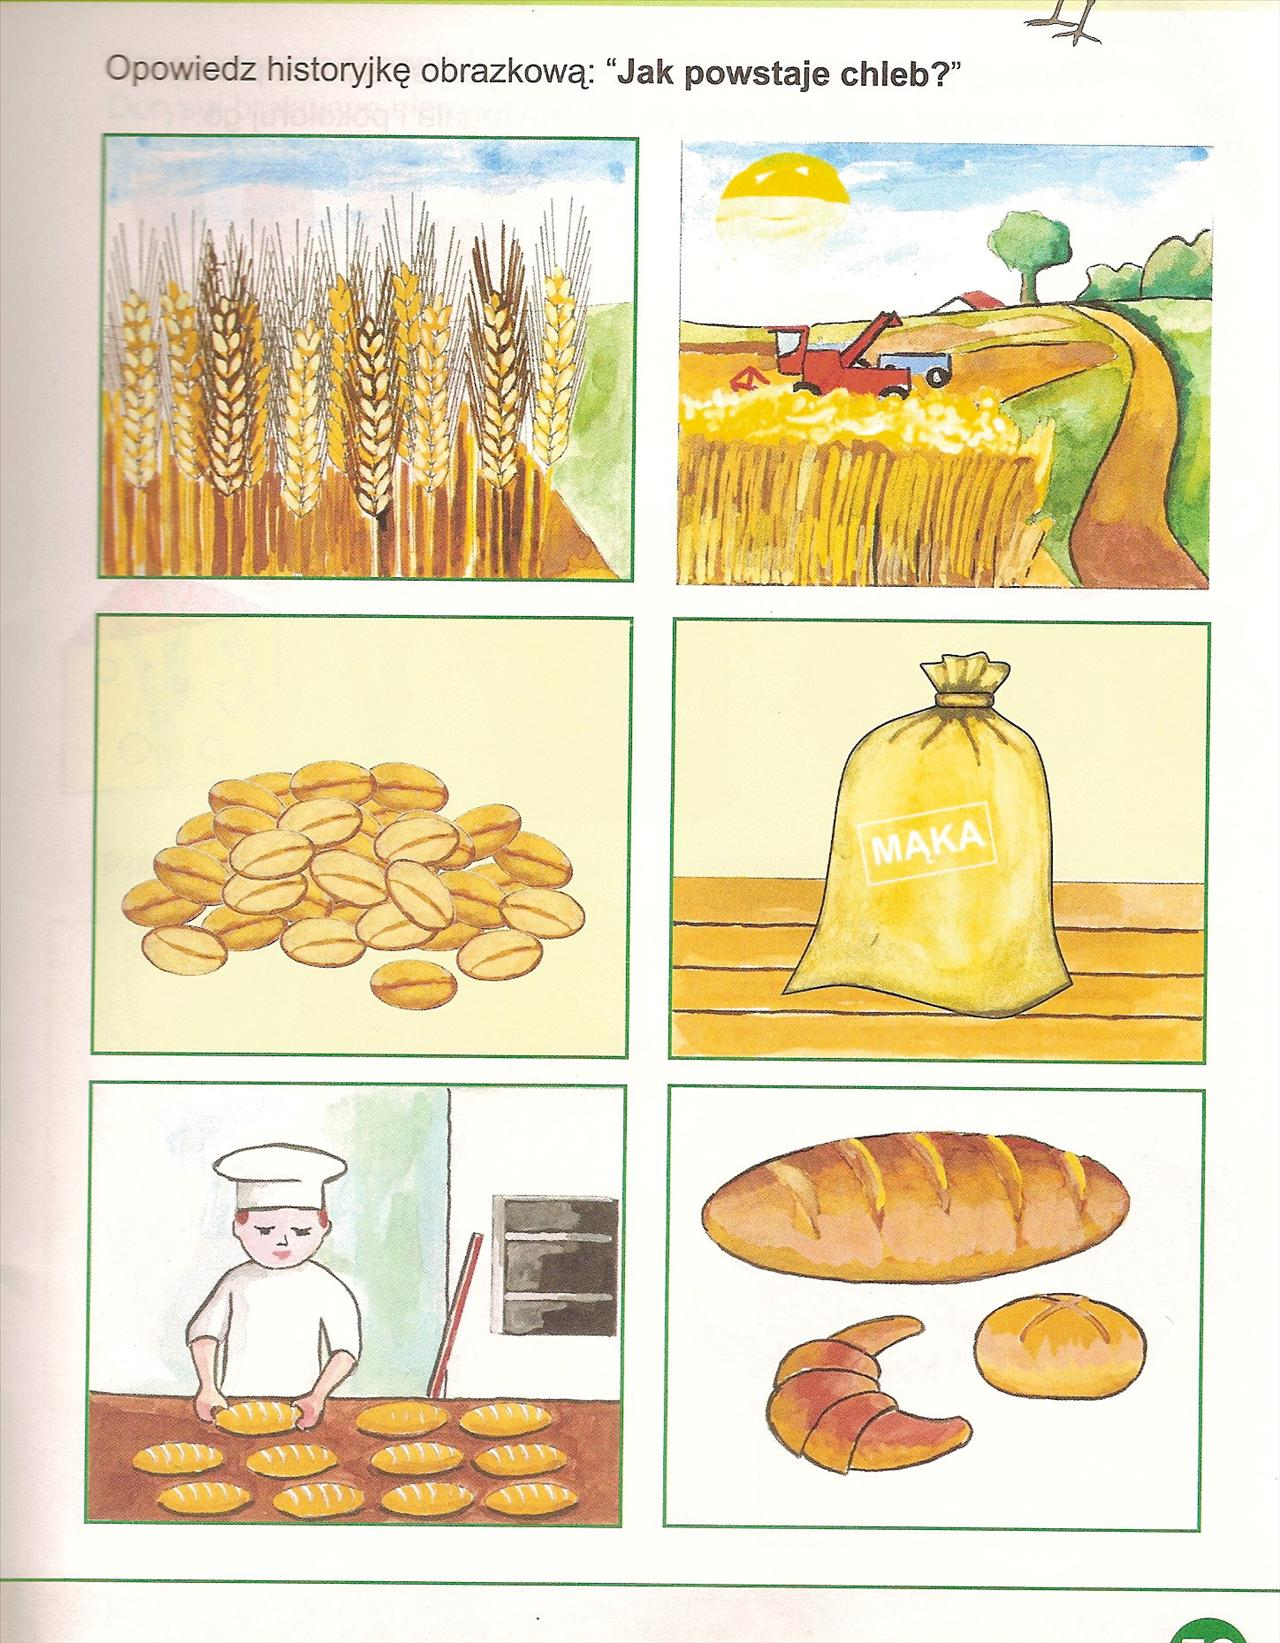 Opowiedz historyjkę obrazkową: “Jak powstaje chleb?”
MĄKA